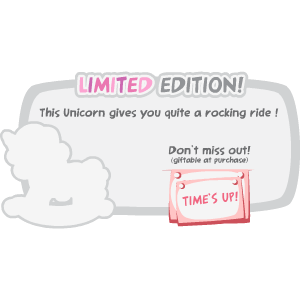 LIMITED EDITION!
This Unicorn gives you quite a rocking ride !
Don't miss out!
(giftable at purchase)
TIME'S UP!